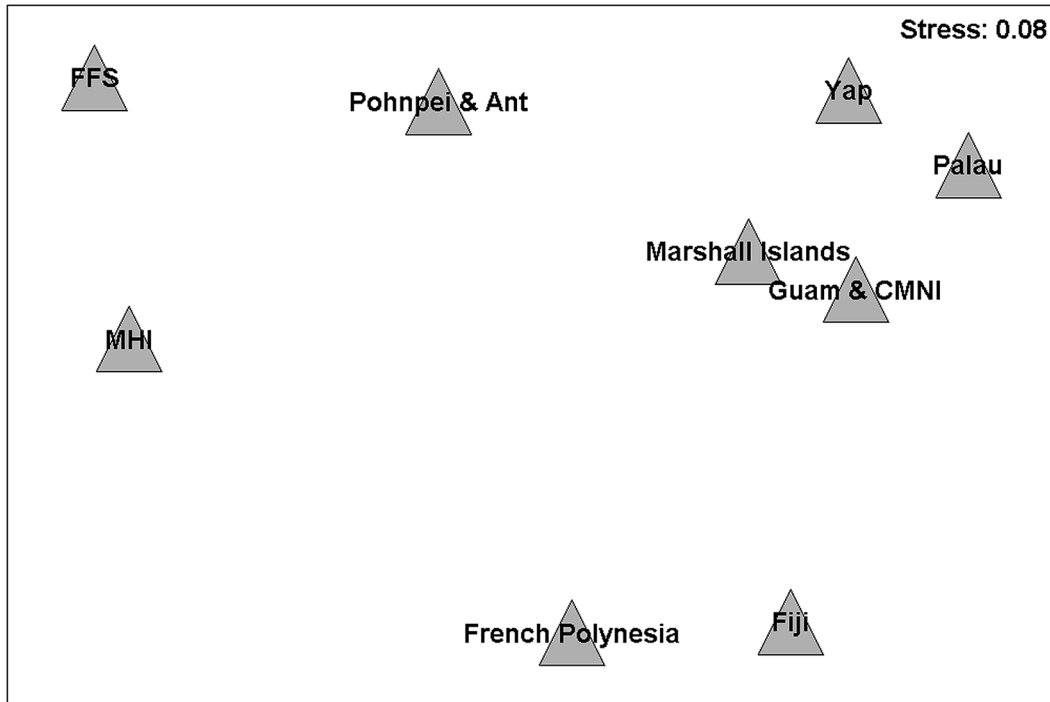 Stress: 0.08
FFS
Pohnpei & Ant
Yap
Palau
Marshall Islands
Guam & CMNI
MHI
French Polynesia
Fiji